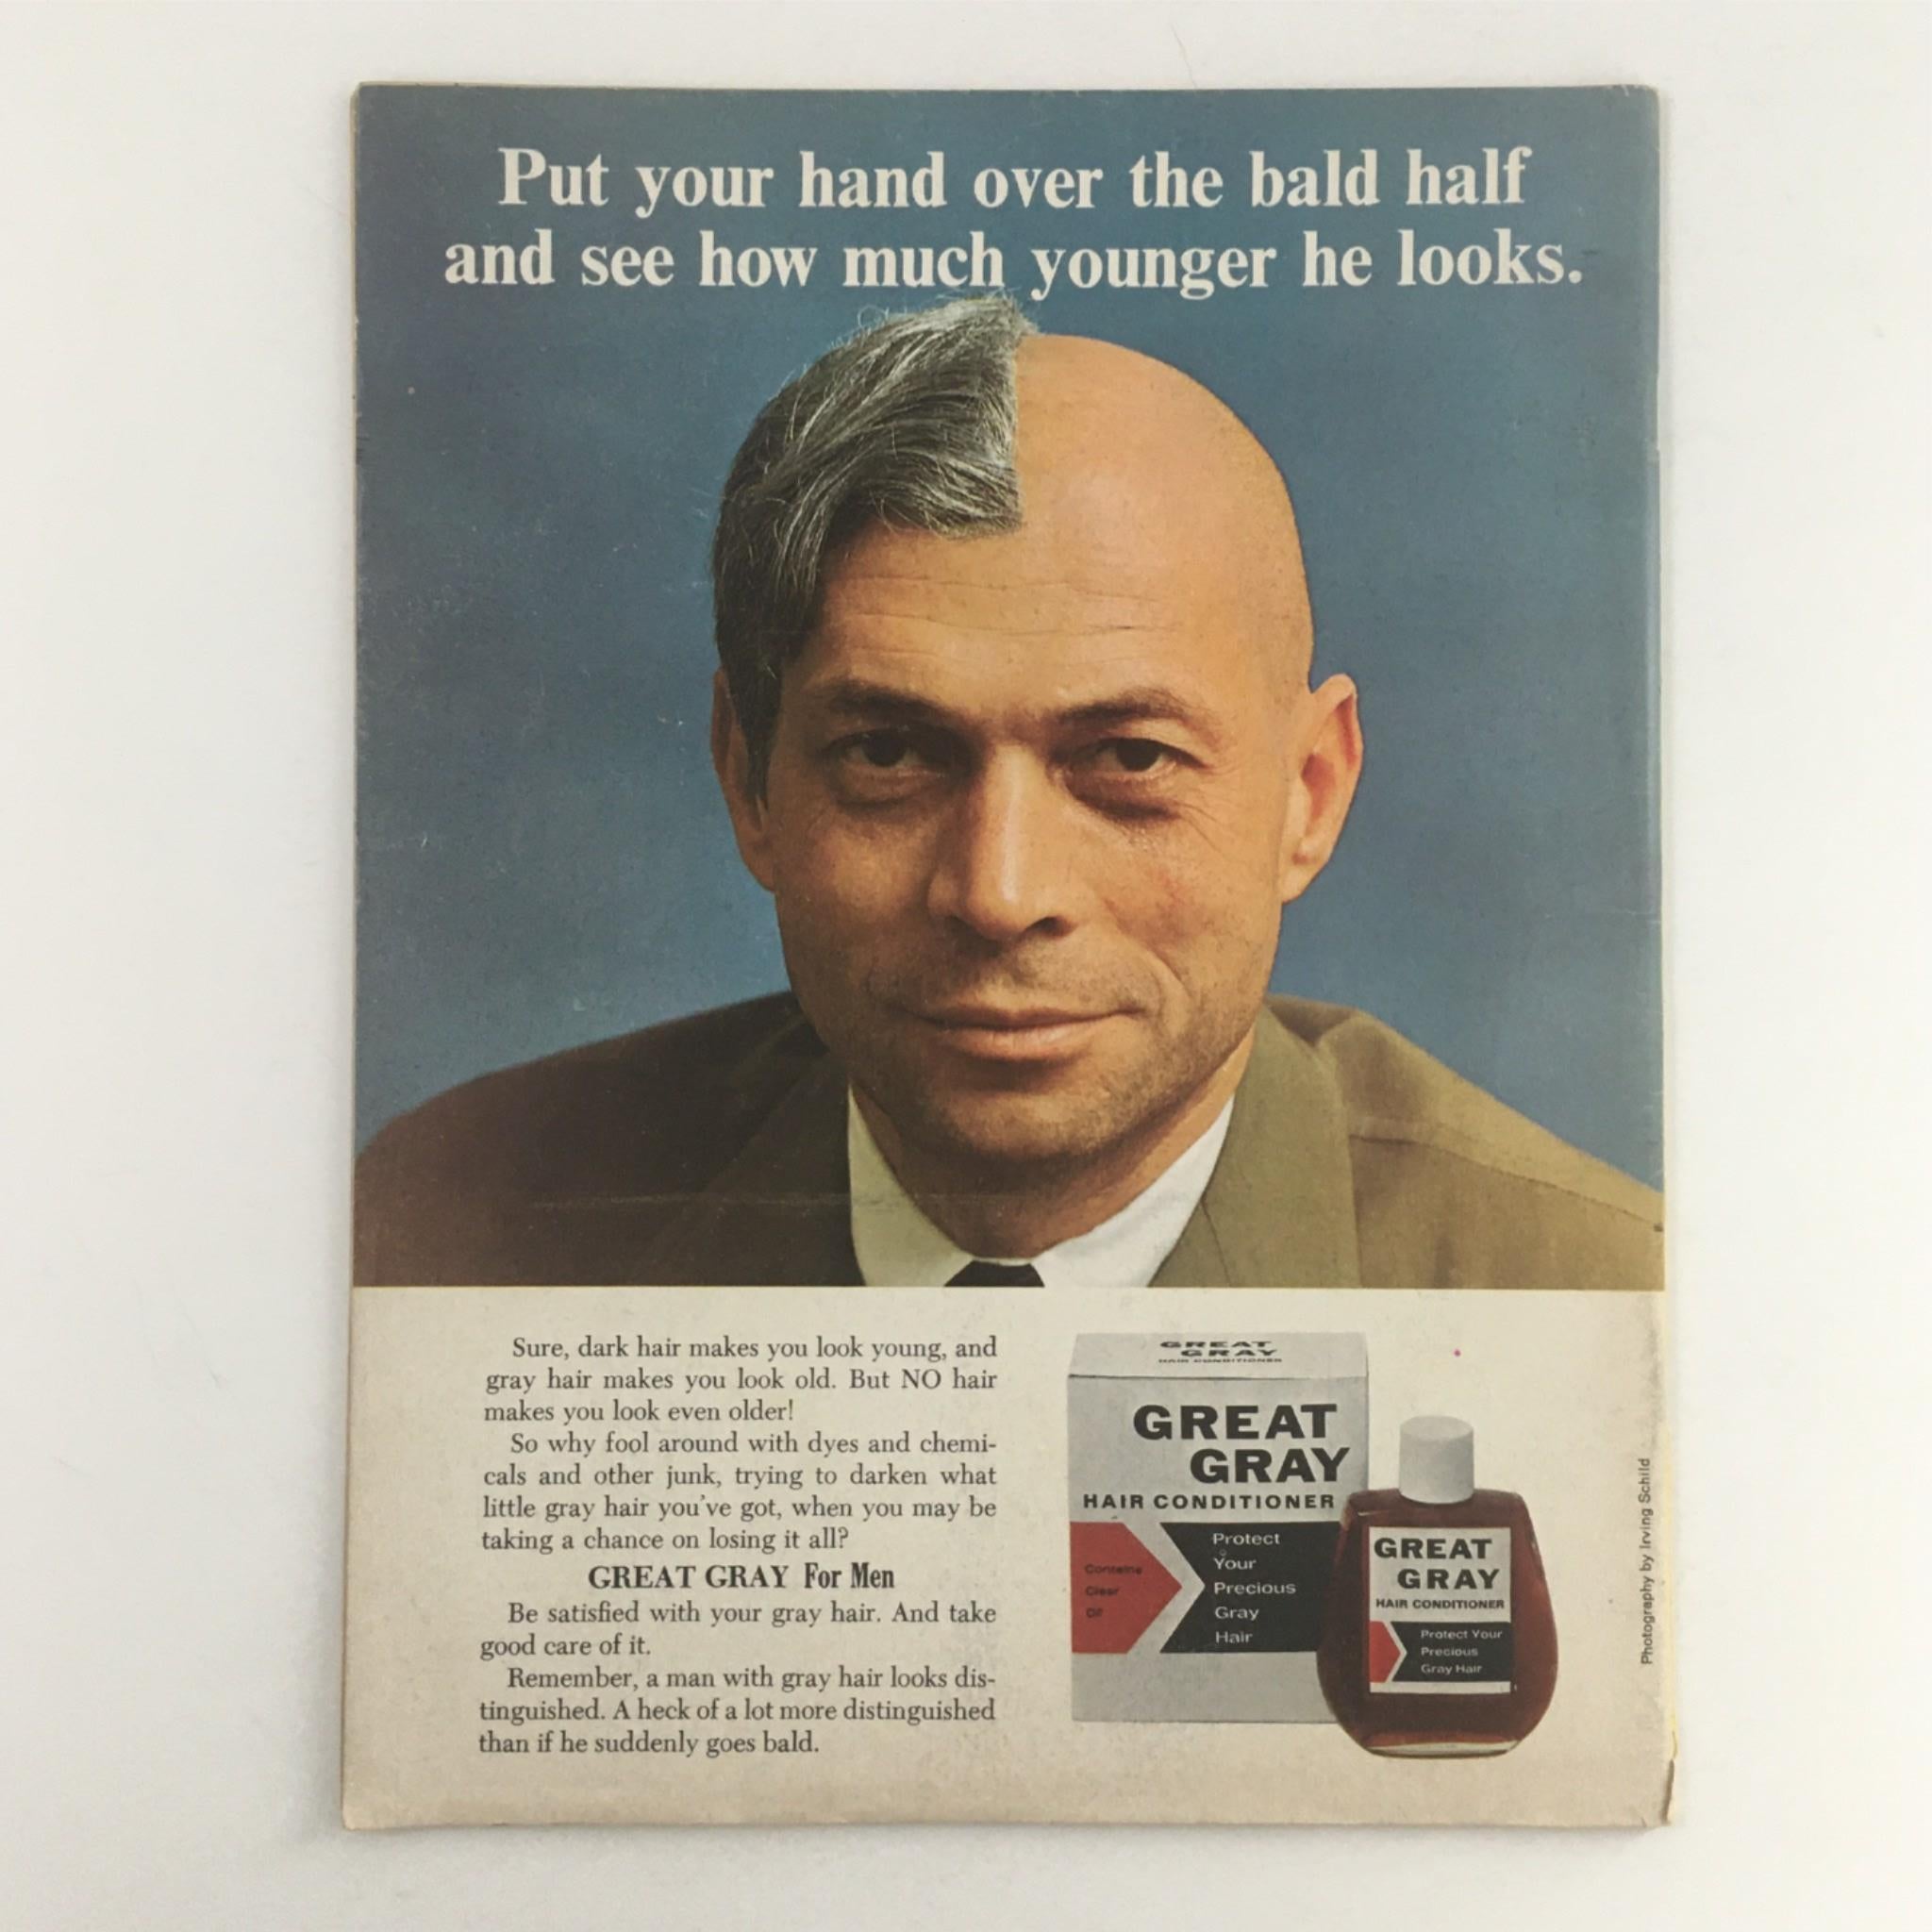 Put your hand over the bald half
and see how much younger he looks.
Sure, dark hair makes you look young, and
gray hair makes you look old. But NO hair
makes you look even older!
So why fool around with dyes and chemi-
cals and other junk, trying to darken what
little gray hair you've got, when you may be
taking a chance on losing it all?
GREAT GRAY For Men
Be satisfied with your gray hair. And take
good care of it.
Remember, a man with gray hair looks dis-
tinguished. A heck of a lot more distinguished
than if he suddenly goes bald.
GREAT
GRAY
HAIR CONDITIONER
GREAT
GRAY
HAIR CONDITIONER
Contains
Clear
Oil
Protect
Your
Precious
Gray
Hair
GREAT
GRAY
HAIR CONDITIONER
Protect Your
Precious
Gray Hair
Photography by Irving Schild